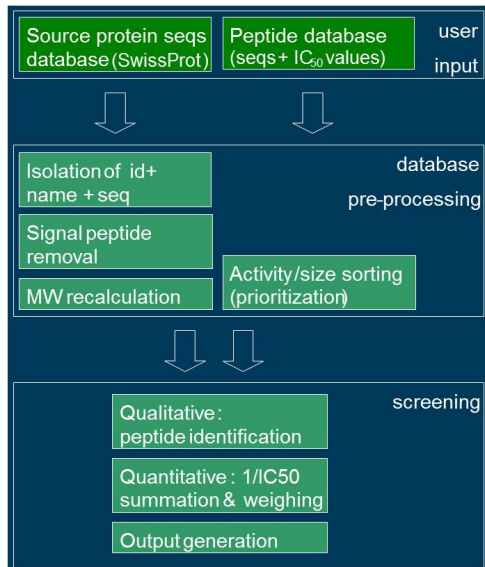 Source protein seqs
database (SwissProt)
Peptide database
(seqs + IC50 values)
user
input
Isolation of id+
name + seq
database
pre-processing
Signal peptide
removal
MW recalculation
Activity/size sorting
(prioritization)
screening
Qualitative :
peptide identification
Quantitative : 1/IC50
summation & weighing
Output generation